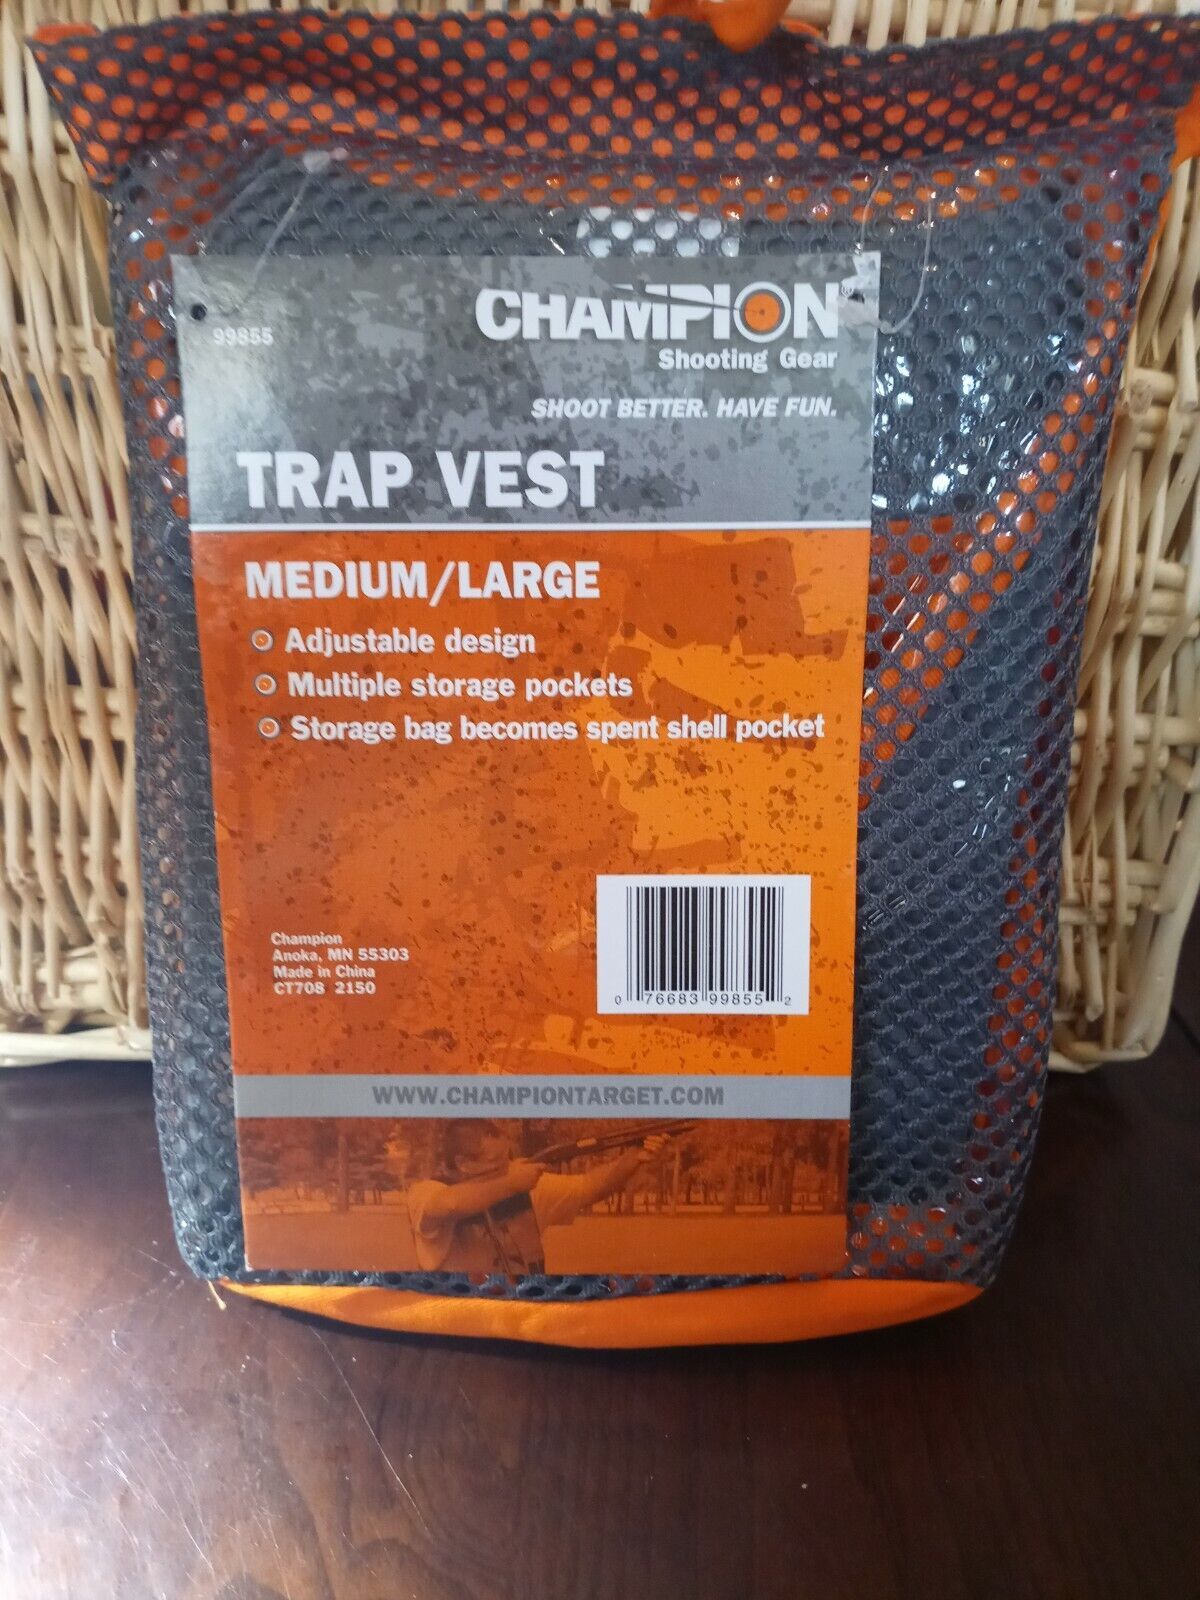 99855
CHAMPION®
Shooting Gear
SHOOT BETTER. HAVE FUN.
TRAP VEST
MEDIUM/LARGE
Adjustable design
Multiple storage pockets
Storage bag becomes spent shell pocket
Champion
Anoka, MN 55303
Made in China
CT708 2150
0 76683 99855 2
WWW.CHAMPIONTARGET.COM